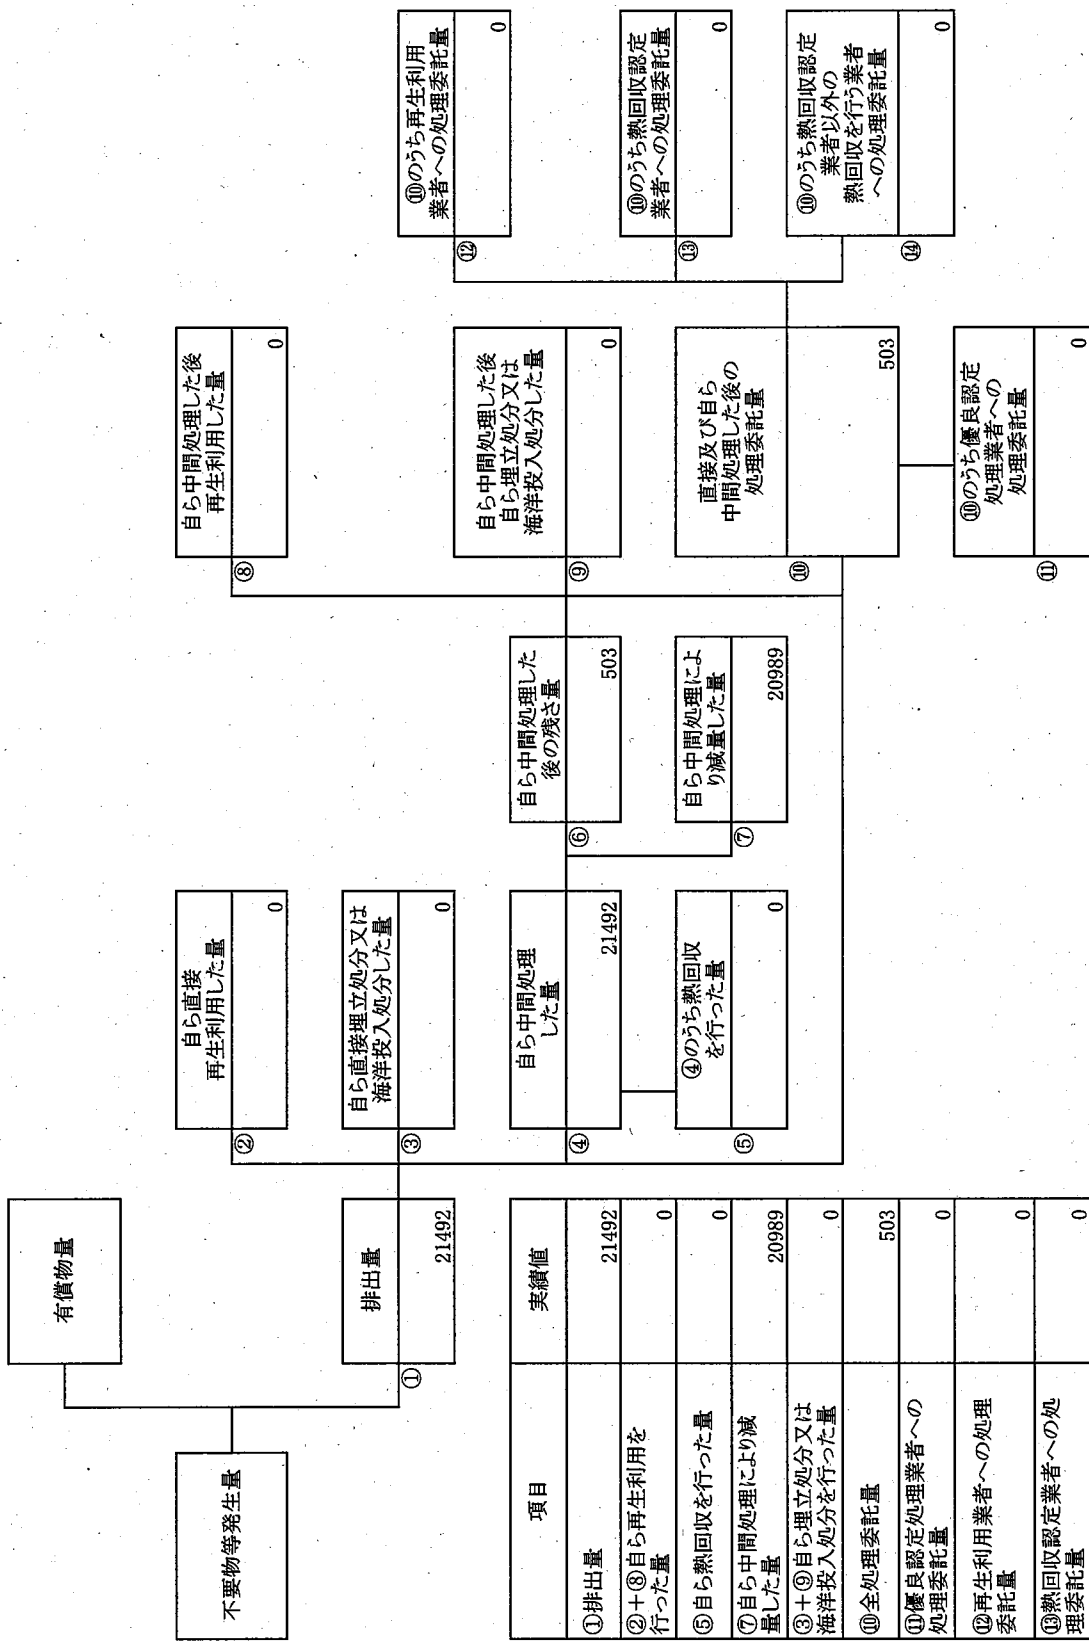 不要物等発生量
有償物量
①
排出量
21492
②
自ら直接
再生利用した量
0
③
自ら直接埋立処分又は
海洋投入処分した量
0
④
自ら中間処理
した量
21492
⑤
④のうち熱回収
を行った量
0
⑥
自ら中間処理した
後の残さ量
503
⑦
自ら中間処理によ
り減量した量
20989
⑧
自ら中間処理した後
再生利用した量
0
⑨
自ら中間処理した後
自ら埋立処分又は
海洋投入処分した量
0
⑩
直接及び自ら
中間処理した後の
処理委託量
503
⑪
⑩のうち優良認定
処理業者への
処理委託量
0
⑫
⑩のうち再生利用
業者への処理委託量
0
⑬
⑩のうち熱回収認定
業者への処理委託量
0
⑭
⑩のうち熱回収認定
業者以外の
熱回収を行う業者
への処理委託量
0
項目
実績値
①排出量
21492
②+⑧自ら再生利用を
行った量
0
⑤自ら熱回収を行った量
0
⑦自ら中間処理により減
量した量
20989
③+⑨自ら埋立処分又は
海洋投入処分を行った量
0
⑩全処理委託量
503
⑪優良認定処理業者への
処理委託量
0
⑫再生利用業者への処理
委託量
0
⑬熱回収認定業者への処
理委託量
0